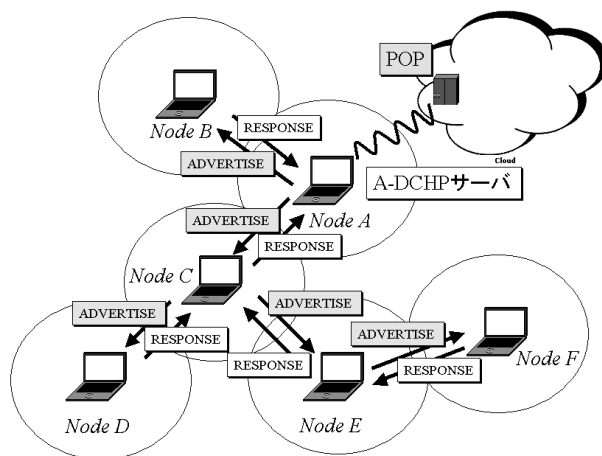 POP
Node B
RESPONSE
ADVERTISE
Cloud
A-DCHPサーバ
ADVERTISE
Node A
RESPONSE
Node C
ADVERTISE
ADVERTISE
RESPONSE
ADVERTISE
RESPONSE
RESPONSE
Node F
Node D
Node E